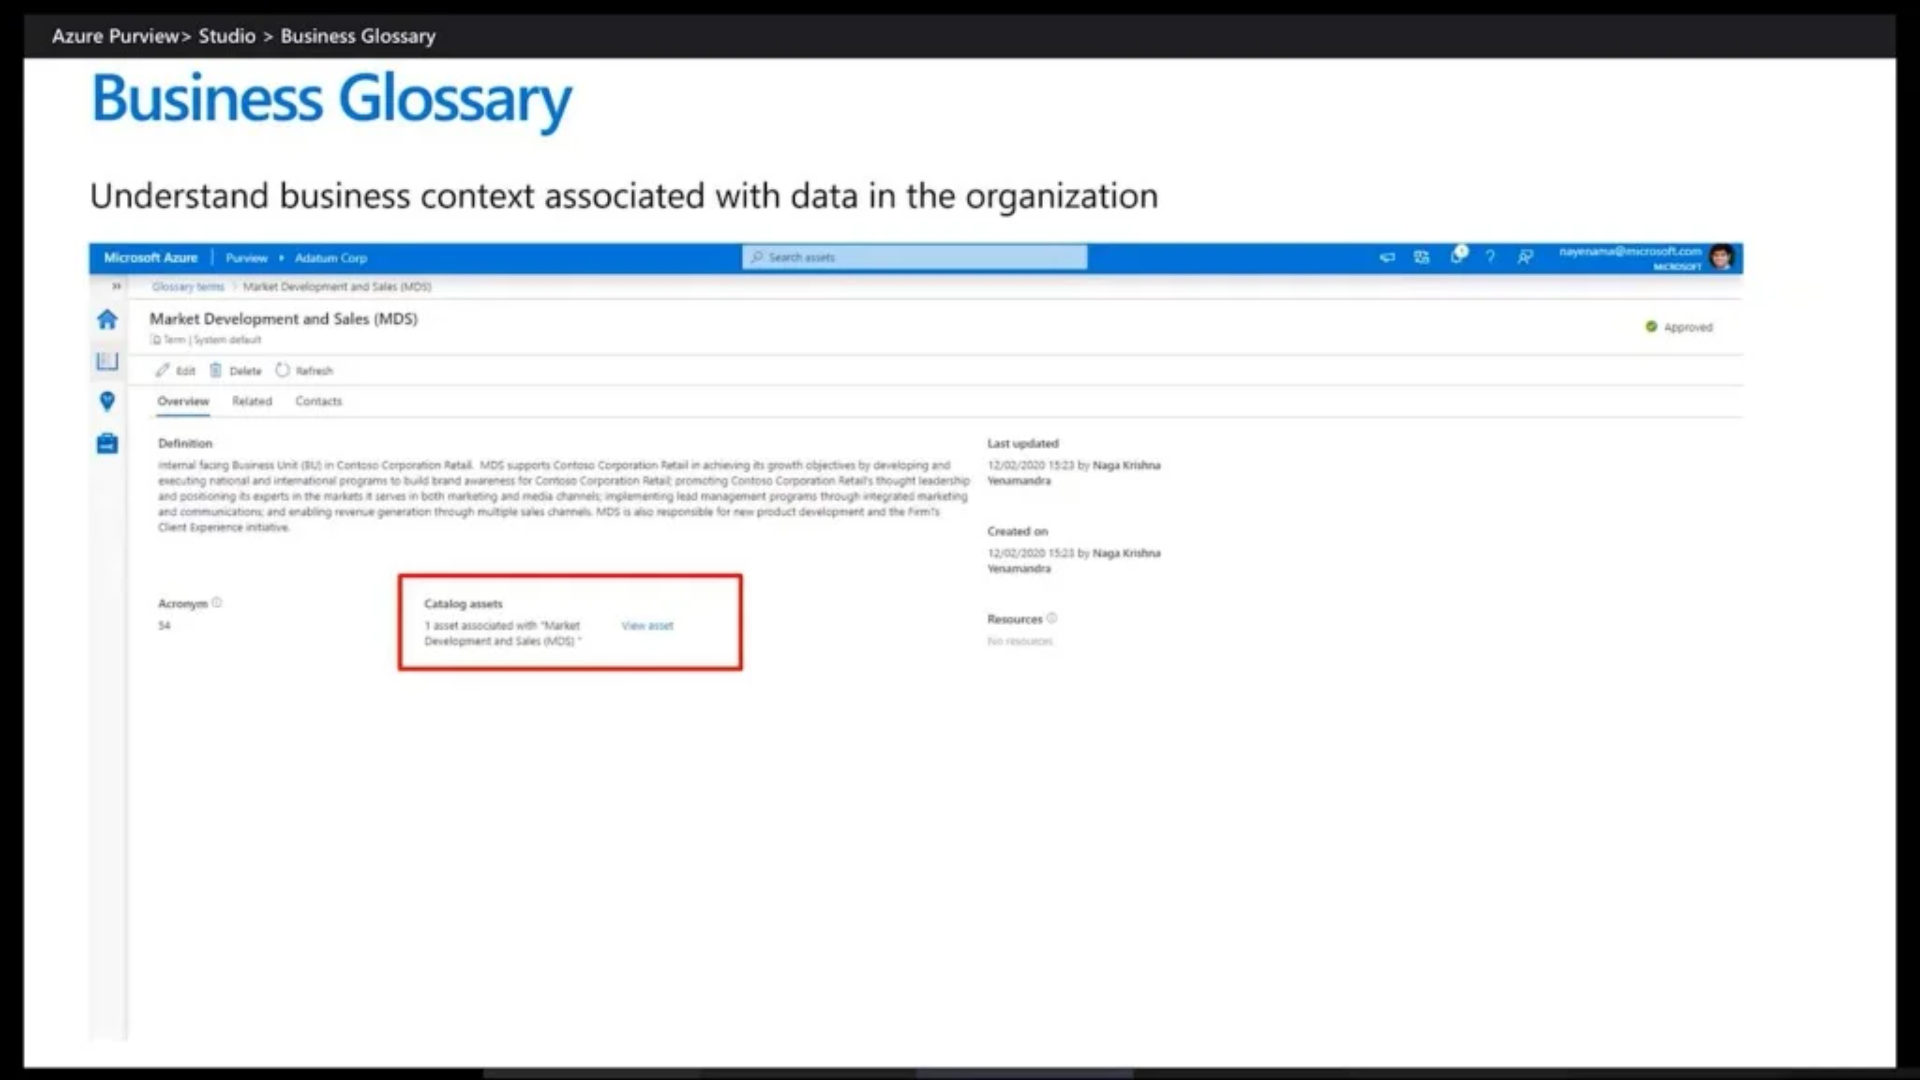 Azure Purview> Studio > Business Glossary
Business Glossary
Understand business context associated with data in the organization
Microsoft Azure | Purview ▸ Adatum Corp
Search assets
nayenama@microsoft.com
MICROSOFT
Glossary terms > Market Development and Sales (MDS)
Market Development and Sales (MDS)
Term | System default
Approved
Edit Delete Refresh
Overview Related Contacts
Definition
Internal facing Business Unit (BU) in Contoso Corporation Retail. MDS supports Contoso Corporation Retail in achieving its growth objectives by developing and
executing national and international programs to build brand awareness for Contoso Corporation Retail; promoting Contoso Corporation Retail's thought leadership
and positioning its experts in the markets it serves in both marketing and media channels; implementing lead management programs through integrated marketing
and communications; and enabling revenue generation through multiple sales channels. MDS is also responsible for new product development and the Firm?s
Client Experience initiative.
Last updated
12/02/2020 15:23 by Naga Krishna
Yenamandra
Created on
12/02/2020 15:23 by Naga Krishna
Yenamandra
Acronym
54
Catalog assets
1 asset associated with "Market
Development and Sales (MDS) "
View asset
Resources
No resources